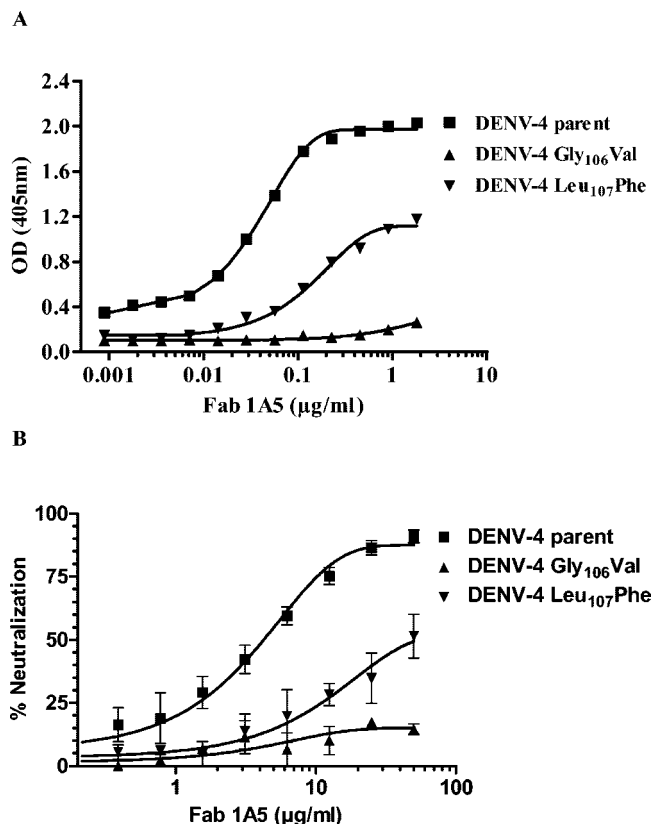 A
2.4
2.0
1.6
1.2
0.8
0.4
0.0
OD (405nm)
0.001
0.01
0.1
1
10
Fab 1A5 (µg/ml)
DENV-4 parent
DENV-4 Gly106Val
DENV-4 Leu107Phe
B
100
75
50
25
0
% Neutralization
1
10
100
Fab 1A5 (µg/ml)
DENV-4 parent
DENV-4 Gly106Val
DENV-4 Leu107Phe